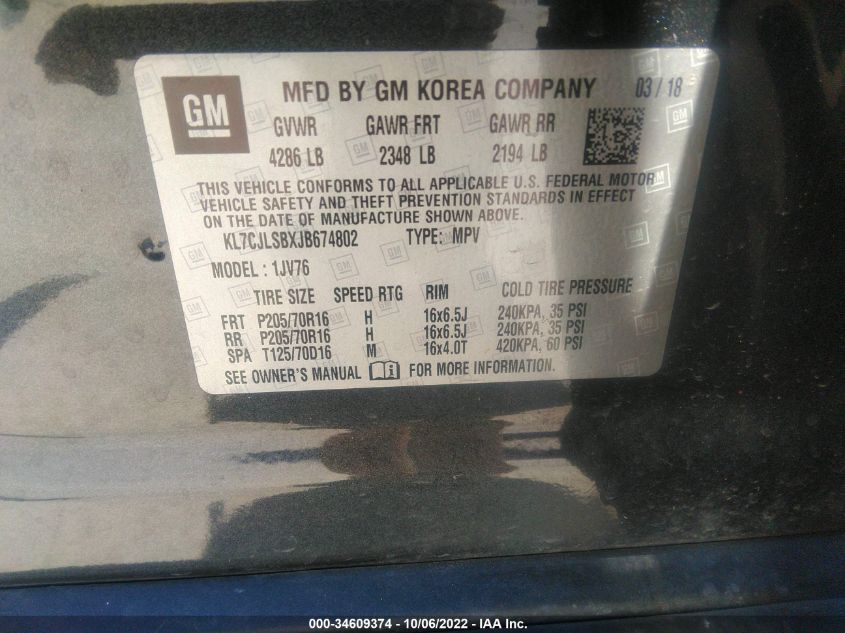 GM
MFD BY GM KOREA COMPANY 03/18
GVWR GAWR FRT GAWR RR
4286 LB 2348 LB 2194 LB
THIS VEHICLE CONFORMS TO ALL APPLICABLE U.S. FEDERAL MOTOR
VEHICLE SAFETY AND THEFT PREVENTION STANDARDS IN EFFECT
ON THE DATE OF MANUFACTURE SHOWN ABOVE.
KL7CJLSBXJB674802 TYPE: MPV
MODEL : 1JV76
TIRE SIZE SPEED RTG RIM COLD TIRE PRESSURE
FRT P205/70R16 H 16x6.5J 240KPA, 35 PSI
RR P205/70R16 H 16x6.5J 240KPA, 35 PSI
SPA T125/70D16 M 16x4.0T 420KPA, 60 PSI
SEE OWNER'S MANUAL FOR MORE INFORMATION.
000-34609374 - 10/06/2022 - IAA Inc.